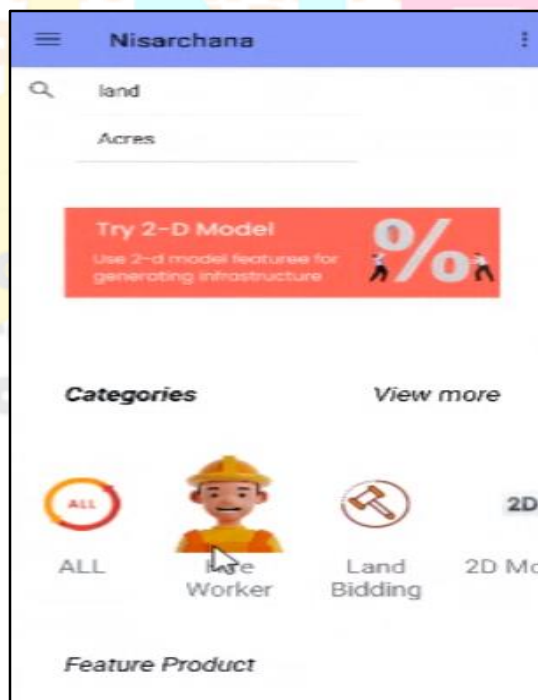 Nisarchana
land
Acres
Try 2-D Model
Use 2-d model featuree for
generating infrastructure
%
Categories View more
ALL
2D
ALL
Land
2D Mo
Worker
Bidding
Feature Product